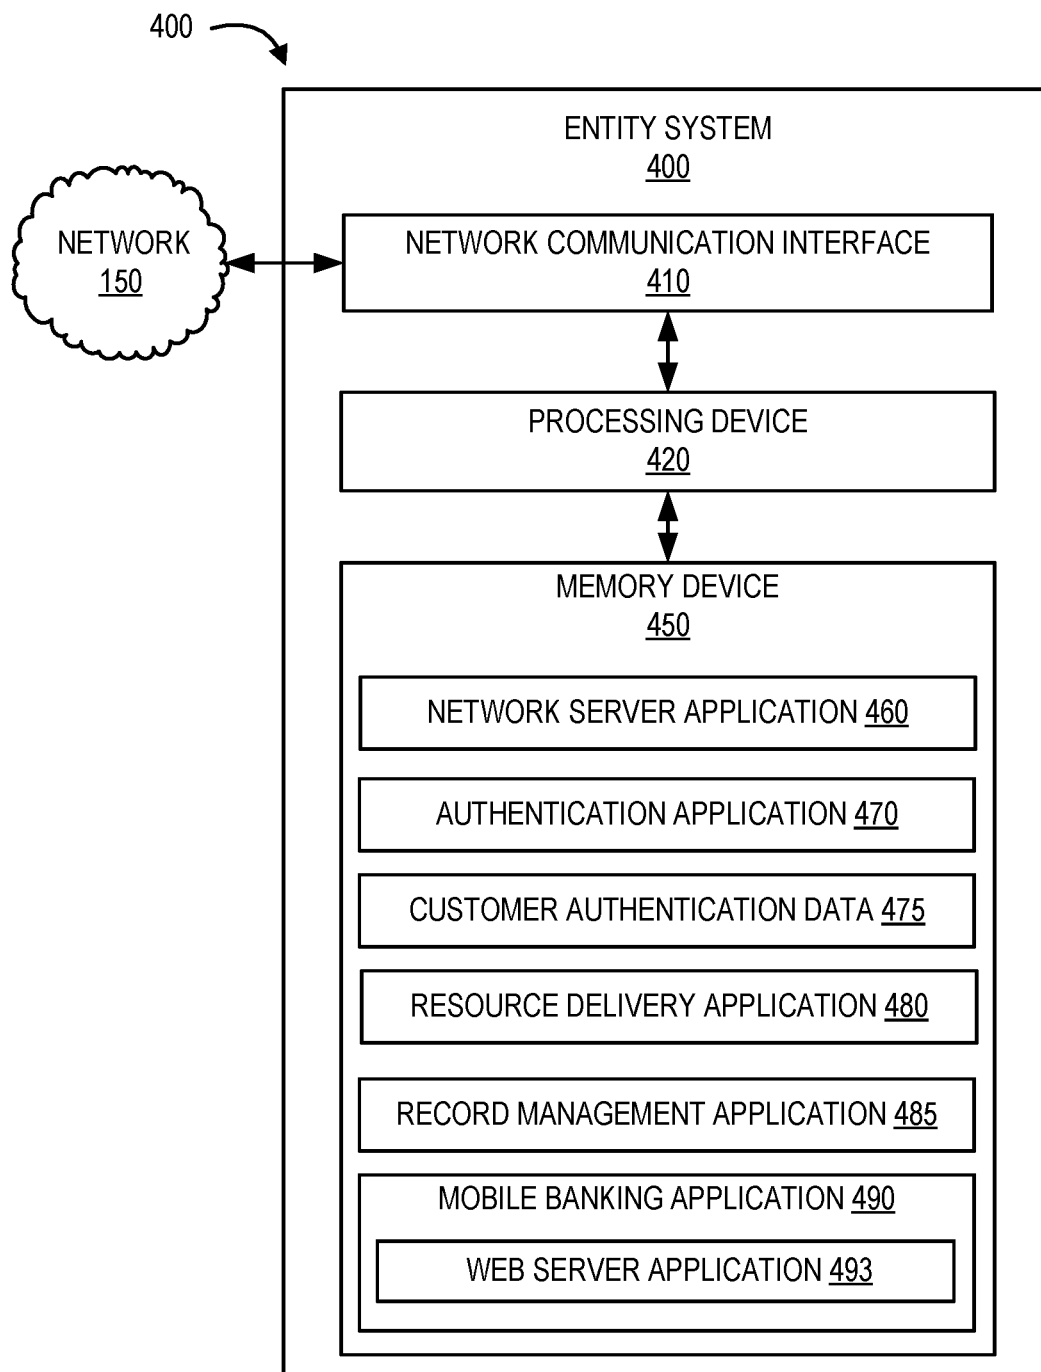 400
ENTITY SYSTEM
400
NETWORK
150
NETWORK COMMUNICATION INTERFACE
410
PROCESSING DEVICE
420
MEMORY DEVICE
450
NETWORK SERVER APPLICATION 460
AUTHENTICATION APPLICATION 470
CUSTOMER AUTHENTICATION DATA 475
RESOURCE DELIVERY APPLICATION 480
RECORD MANAGEMENT APPLICATION 485
MOBILE BANKING APPLICATION 490
WEB SERVER APPLICATION 493